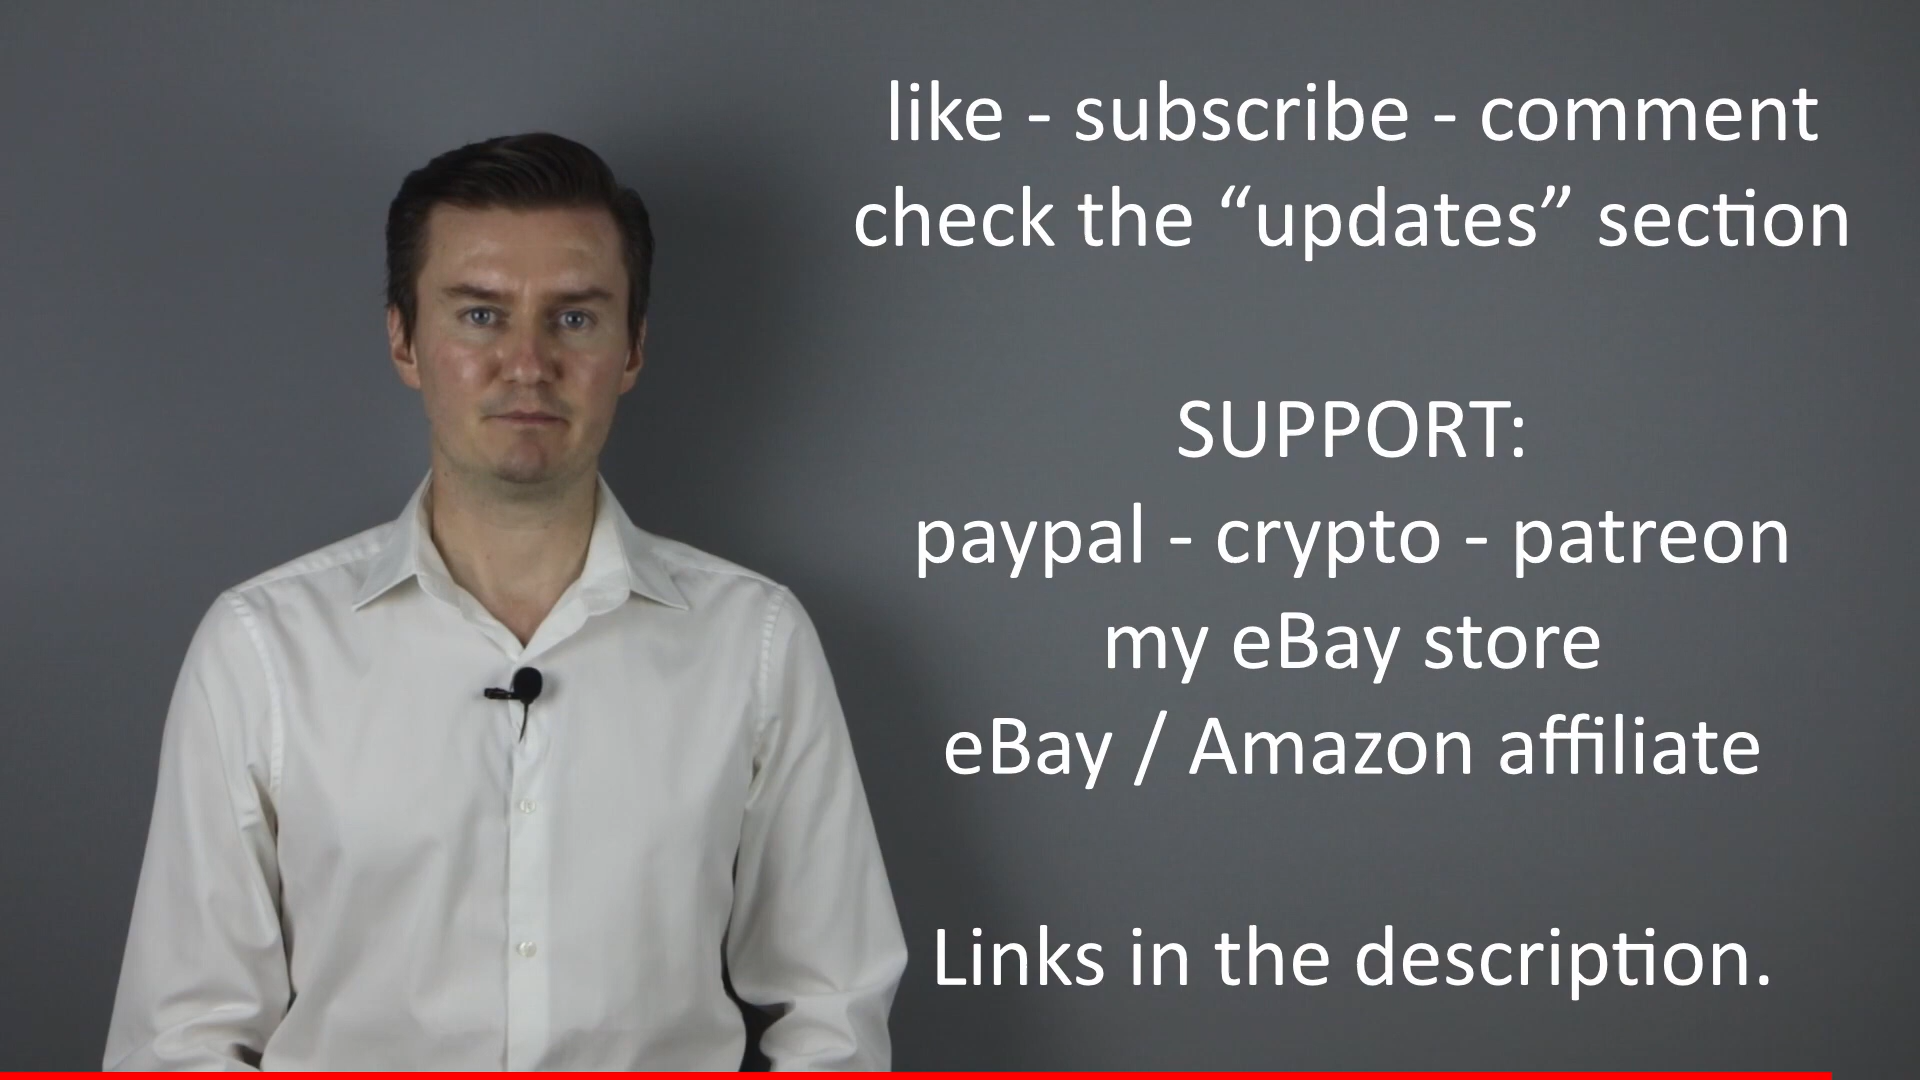 like - subscribe - comment
check the “updates” section
SUPPORT:
paypal - crypto - patreon
my eBay store
eBay / Amazon affiliate
Links in the description.